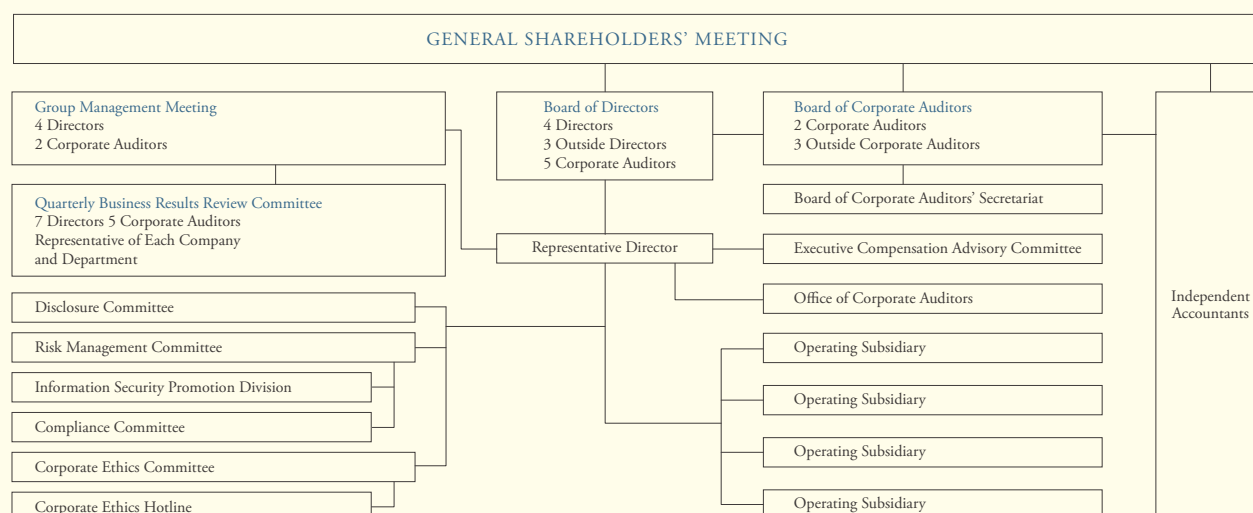 GENERAL SHAREHOLDERS’ MEETING
Group Management Meeting
4 Directors
2 Corporate Auditors
Board of Directors
4 Directors
3 Outside Directors
5 Corporate Auditors
Board of Corporate Auditors
2 Corporate Auditors
3 Outside Corporate Auditors
Quarterly Business Results Review Committee
7 Directors 5 Corporate Auditors
Representative of Each Company
and Department
Board of Corporate Auditors’ Secretariat
Representative Director
Executive Compensation Advisory Committee
Office of Corporate Auditors
Independent
Accountants
Disclosure Committee
Risk Management Committee
Information Security Promotion Division
Compliance Committee
Corporate Ethics Committee
Corporate Ethics Hotline
Operating Subsidiary
Operating Subsidiary
Operating Subsidiary
Operating Subsidiary